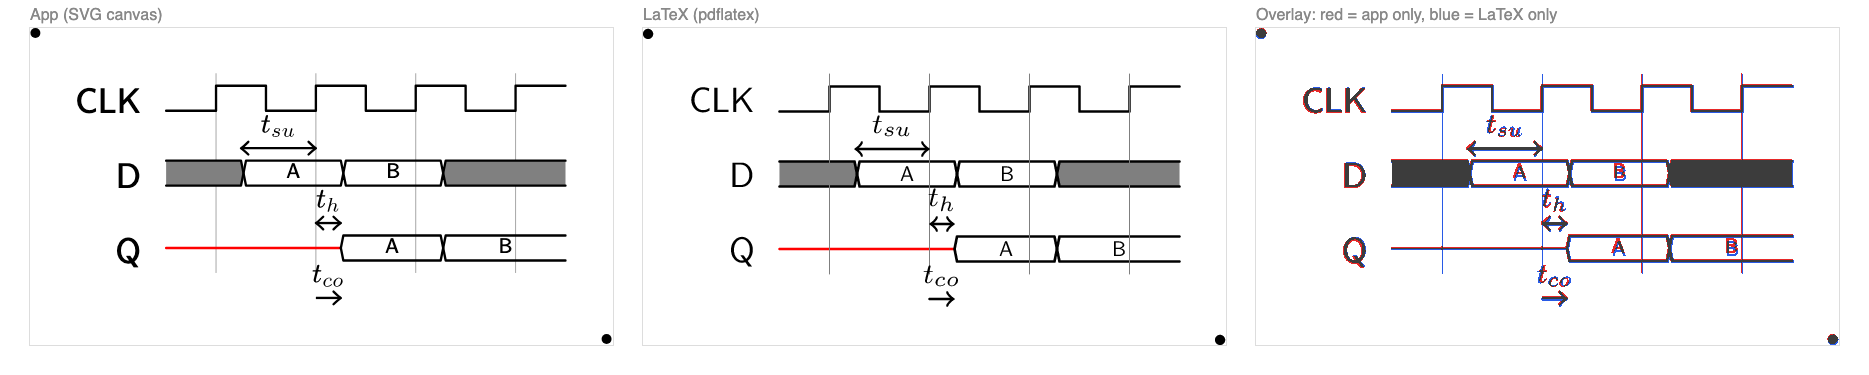 App (SVG canvas)
CLK
t_su
D A B
t_h
Q A B
t_co
LaTeX (pdflatex)
CLK
t_su
D A B
t_h
Q A B
t_co
Overlay: red = app only, blue = LaTeX only
CLK
t_su
D A B
t_h
Q A B
t_co